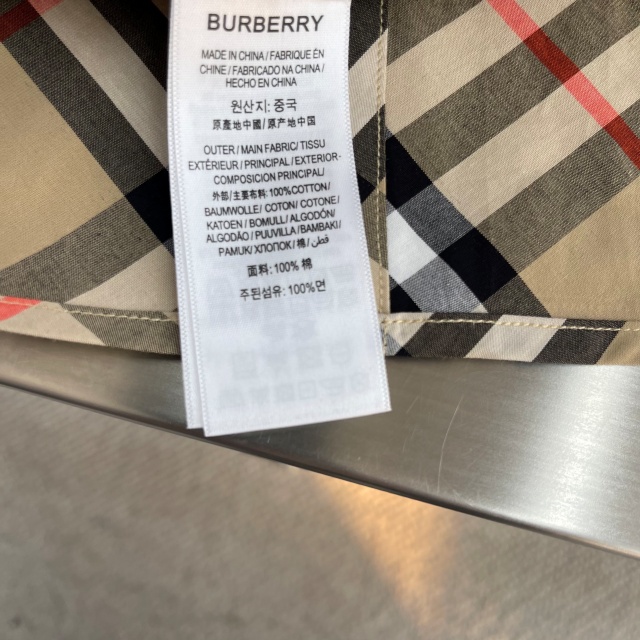 BURBERRY
MADE IN CHINA / FABRIQUÉ EN
CHINE / FABRICADO NA CHINA /
HECHO EN CHINA
원산지: 중국
原產地中國/原产地中国
OUTER / MAIN FABRIC / TISSU
EXTÉRIEUR / PRINCIPAL / EXTERIOR-
COMPOSITION PRINCIPAL /
外部/主要布料: 100% COTTON /
BAUMWOLLE / COTON / COTONE /
KATOEN / BOMULL / ALGODÓN /
ALGODÃO / PUUVILLA / BAMBAKI /
PAMUK / ХЛОПОК / 棉 / قطن
面料: 100% 棉
주된섬유: 100%면